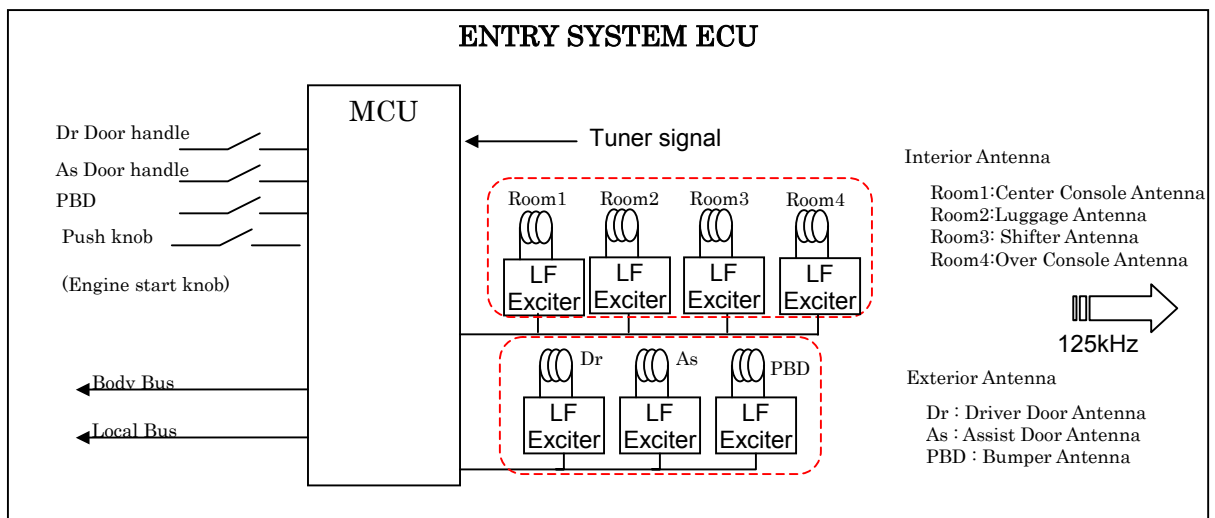 ENTRY SYSTEM ECU
MCU
Dr Door handle
As Door handle
PBD
Push knob
(Engine start knob)
Body Bus
Local Bus
Tuner signal
Room1 Room2 Room3 Room4
LF Exciter LF Exciter LF Exciter LF Exciter
Dr As PBD
LF Exciter LF Exciter LF Exciter
Interior Antenna
Room1:Center Console Antenna
Room2:Luggage Antenna
Room3: Shifter Antenna
Room4:Over Console Antenna
125kHz
Exterior Antenna
Dr : Driver Door Antenna
As : Assist Door Antenna
PBD : Bumper Antenna